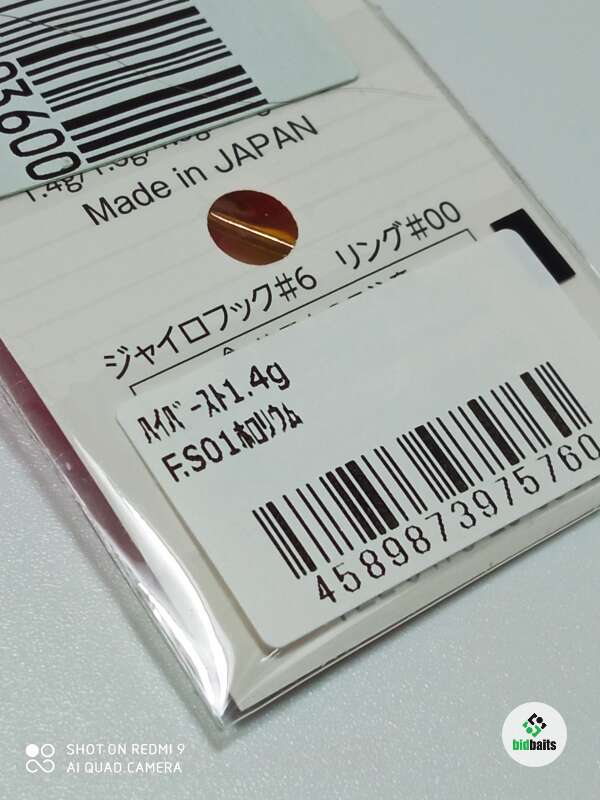 03600
Made in JAPAN
ジャイロフック#6 リング#00
ﾊｲﾊﾞｰｽﾄ1.4g
F.S01ﾎﾛﾘｳﾑ
4589873975760
SHOT ON REDMI 9
AI QUAD CAMERA
bidbaits